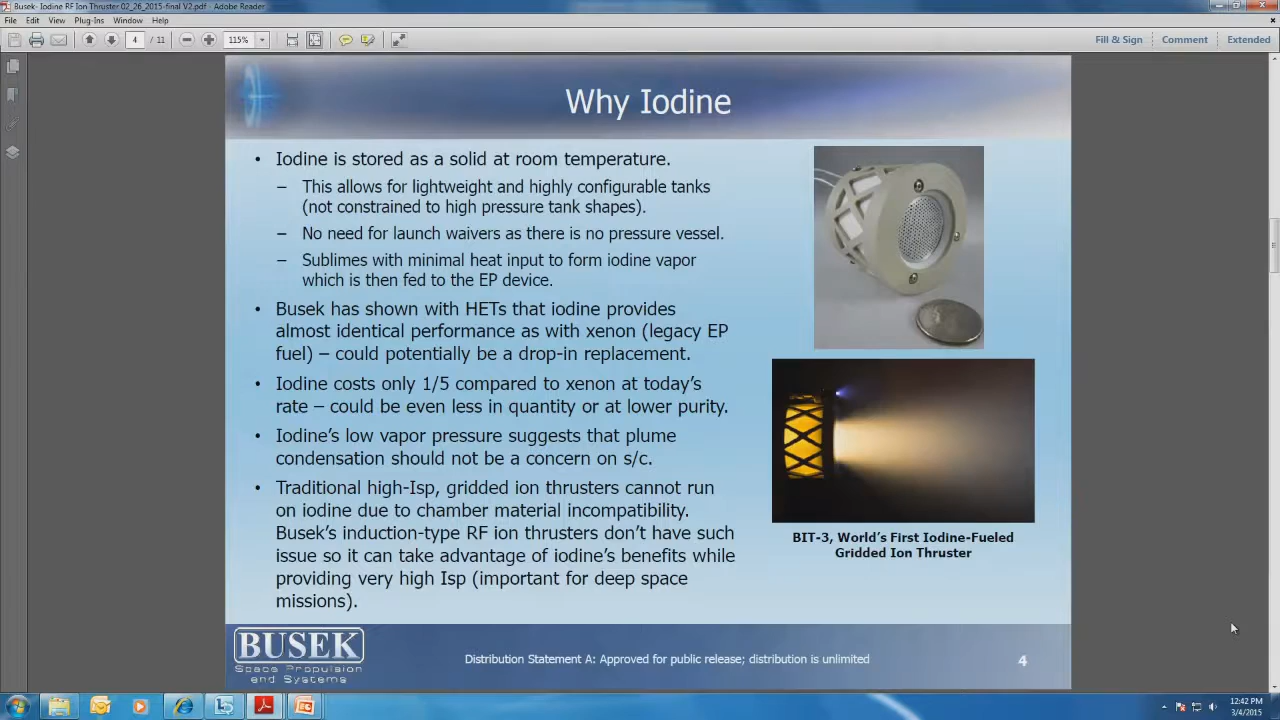 Busek- Iodine RF Ion Thruster 02_26_2015-final V2.pdf - Adobe Reader
File Edit View Plug-Ins Window Help
4 / 11 115% Fill & Sign Comment Extended
Why Iodine
• Iodine is stored as a solid at room temperature.
– This allows for lightweight and highly configurable tanks
(not constrained to high pressure tank shapes).
– No need for launch waivers as there is no pressure vessel.
– Sublimes with minimal heat input to form iodine vapor
which is then fed to the EP device.
• Busek has shown with HETs that iodine provides
almost identical performance as with xenon (legacy EP
fuel) – could potentially be a drop-in replacement.
• Iodine costs only 1/5 compared to xenon at today's
rate – could be even less in quantity or at lower purity.
• Iodine's low vapor pressure suggests that plume
condensation should not be a concern on s/c.
• Traditional high-Isp, gridded ion thrusters cannot run
on iodine due to chamber material incompatibility.
Busek's induction-type RF ion thrusters don't have such
issue so it can take advantage of iodine's benefits while
providing very high Isp (important for deep space
missions).
BIT-3, World's First Iodine-Fueled
Gridded Ion Thruster
BUSEK
Space Propulsion
and Systems
Distribution Statement A: Approved for public release; distribution is unlimited
4
12:42 PM
3/4/2015